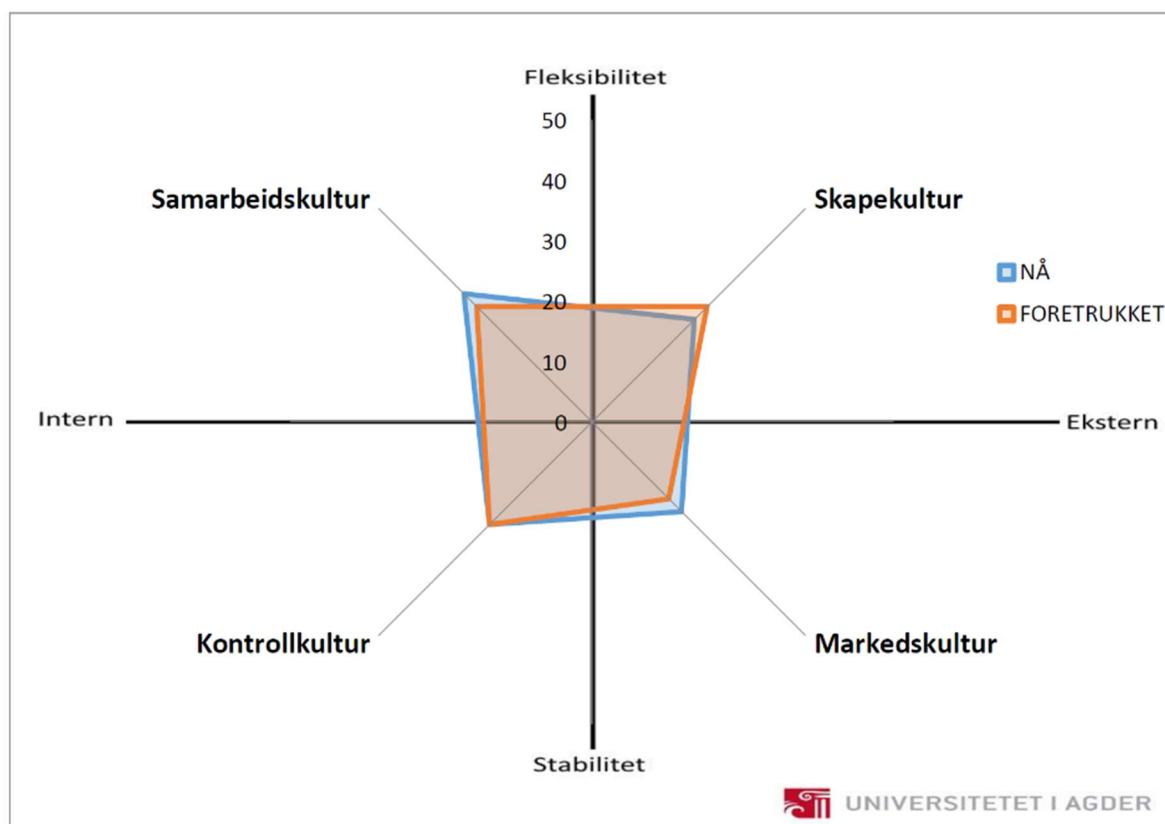 Fleksibilitet
50
40
Samarbeidskultur
Skapekultur
30
NÅ
20
FORETRUKKET
10
Intern
0
Ekstern
Kontrollkultur
Markedskultur
Stabilitet
UNIVERSITETET I AGDER